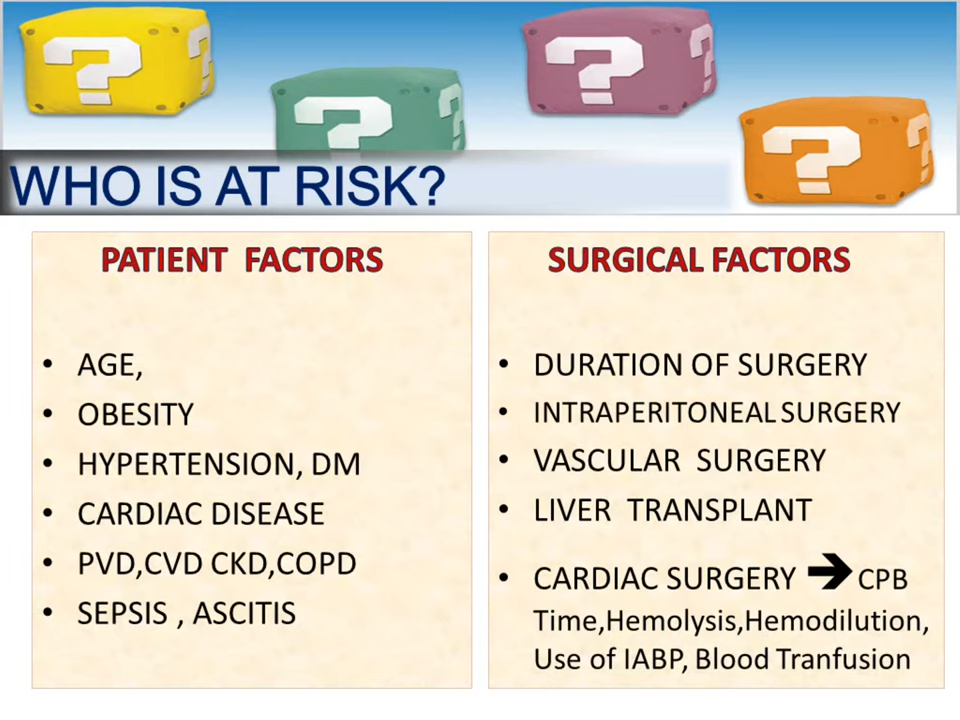 WHO IS AT RISK?
PATIENT FACTORS
• AGE,
• OBESITY
• HYPERTENSION, DM
• CARDIAC DISEASE
• PVD,CVD CKD,COPD
• SEPSIS , ASCITIS
SURGICAL FACTORS
• DURATION OF SURGERY
• INTRAPERITONEAL SURGERY
• VASCULAR SURGERY
• LIVER TRANSPLANT
• CARDIAC SURGERY ➔ CPB
Time,Hemolysis,Hemodilution,
Use of IABP, Blood Tranfusion